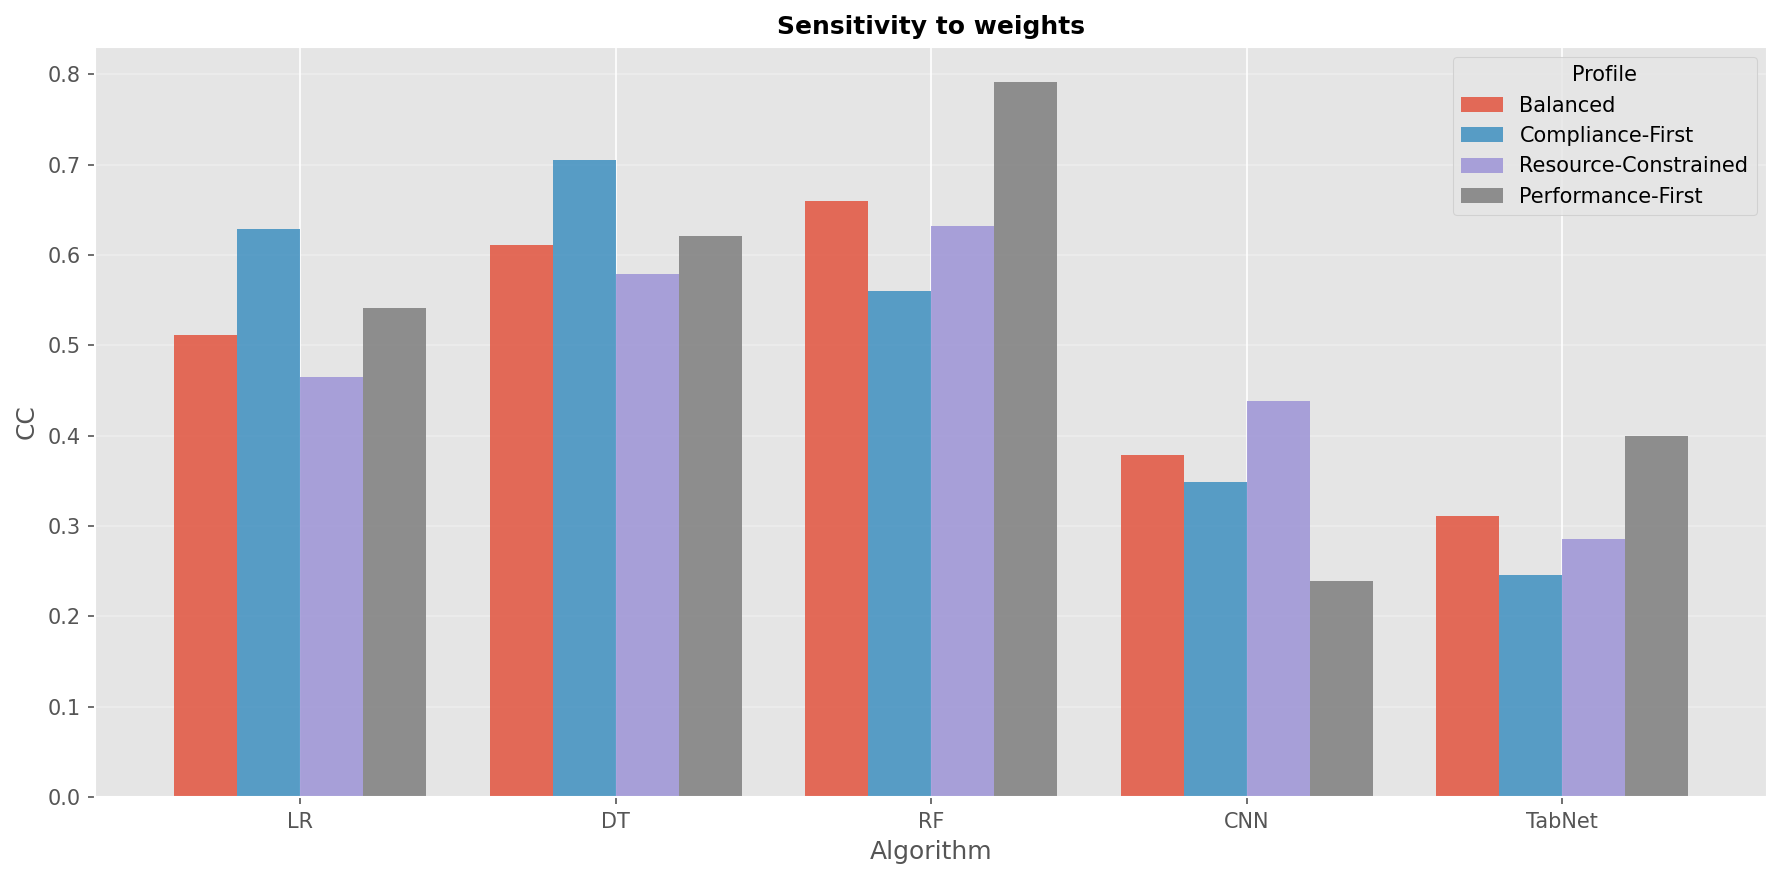 Sensitivity to weights
Profile
Balanced
Compliance-First
Resource-Constrained
Performance-First
CC
0.8
0.7
0.6
0.5
0.4
0.3
0.2
0.1
0.0
LR
DT
RF
CNN
TabNet
Algorithm